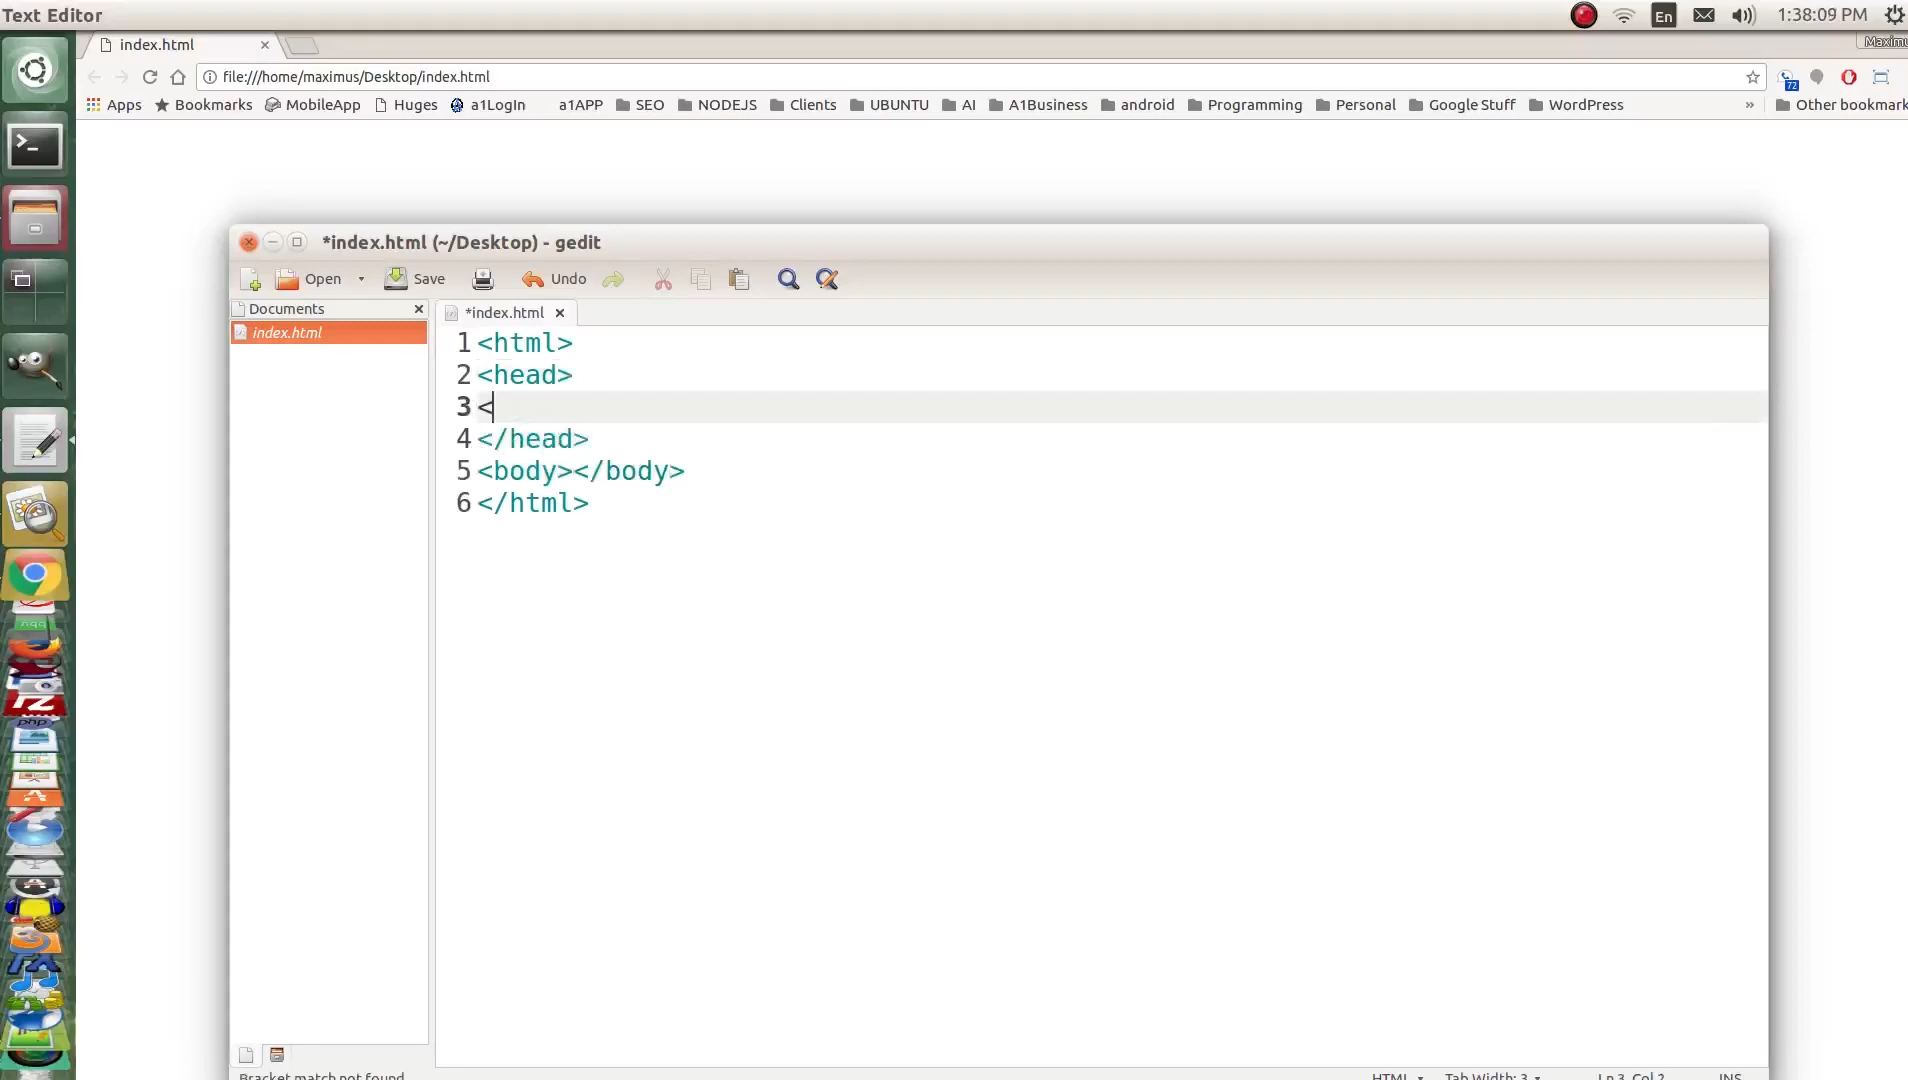 Text Editor
En
1:38:09 PM
index.html
Maximu
file:///home/maximus/Desktop/index.html
72
Apps Bookmarks MobileApp Huges a1LogIn a1APP SEO NODEJS Clients UBUNTU AI A1Business android Programming Personal Google Stuff WordPress » Other bookmark
*index.html (~/Desktop) - gedit
Open Save Undo
Documents
*index.html
index.html
1 <html>
2 <head>
3 <
4 </head>
5 <body></body>
6 </html>
Bracket match not found
HTML Tab Width: 3 Ln 3, Col 2 INS